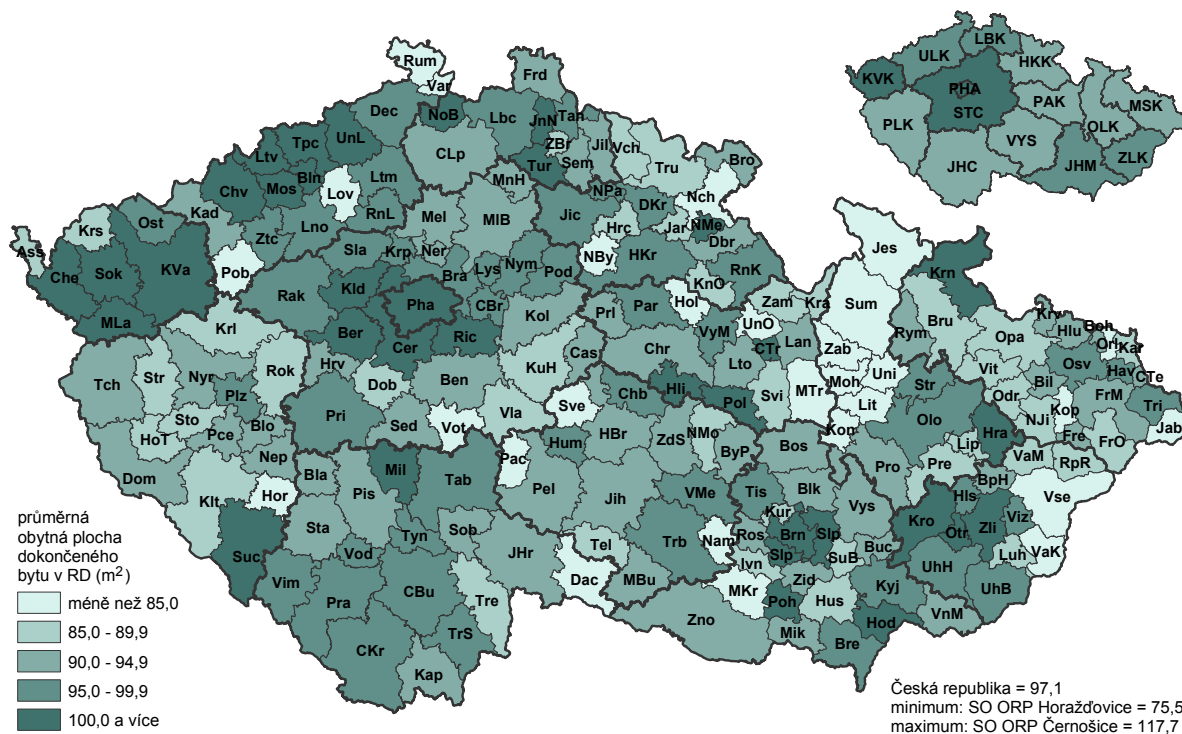 Rum
Var
Frd
Dec
NoB
Lbc
JnN
Tan
ZBr
Jil
Vch
Tru
Bro
Sem
CLp
Tur
Ltv
Tpc
UnL
Chv
Mos
Bln
Lov
Ltm
RnL
MnH
NPa
Nch
Kad
Krs
Ost
Ass
Che
Sok
KVa
Pob
Ztc
Lno
Mel
MlB
Jic
DKr
Hrc
Jar
NMe
Dbr
NBy
HKr
RnK
KnO
Sla
Krp
Ner
Bra
Lys
Nym
Pod
Rak
Kld
Pha
CBr
Kol
MLa
Ber
Cer
Ric
Krl
Hrv
Dob
Ben
KuH
Cas
Prl
Par
Hol
Zam
Kra
VyM
UnO
CTr
Lan
Chr
Lto
Svi
MTr
Jes
Sum
Krn
Rym
Bru
Zab
Moh
Uni
Lit
Kon
Str
Olo
Opa
Vit
Odr
Bil
Krv
Hlu
Boh
Orl
Kar
Osv
Hav
CTe
FrM
Tri
Jab
NJi
Kop
Fre
FrO
Tch
Str
Nyr
Plz
Rok
Sto
HoT
Pce
Blo
Nep
Dom
Klt
Hor
Suc
Pri
Sed
Vot
Vla
Sve
Chb
Hli
Pol
Hum
HBr
ZdS
NMo
ByP
Bos
Pac
Pel
Jih
VMe
Bla
Mil
Tab
Pis
Sta
Tyn
Sob
Vod
JHr
Vim
Pra
CBu
Tre
CKr
TrS
Kap
Tel
Dac
Trb
Nam
MBu
Zno
MKr
Tis
Kur
Blk
Ros
Brn
Slp
Slp
Ivn
SuB
Buc
Vys
Zid
Poh
Hus
Kyj
Mik
Bre
Hod
VnM
Pro
Pre
Lip
Hra
VaM
RpR
BpH
Hls
Kro
Otr
Zli
Viz
Vse
Luh
VaK
UhH
UhB
KVK
ULK
LBK
HKK
PHA
STC
PAK
MSK
OLK
PLK
VYS
JHC
JHM
ZLK
průměrná
obytná plocha
dokončeného
bytu v RD (m²)
méně než 85,0
85,0 - 89,9
90,0 - 94,9
95,0 - 99,9
100,0 a více
Česká republika = 97,1
minimum: SO ORP Horažďovice = 75,5
maximum: SO ORP Černošice = 117,7